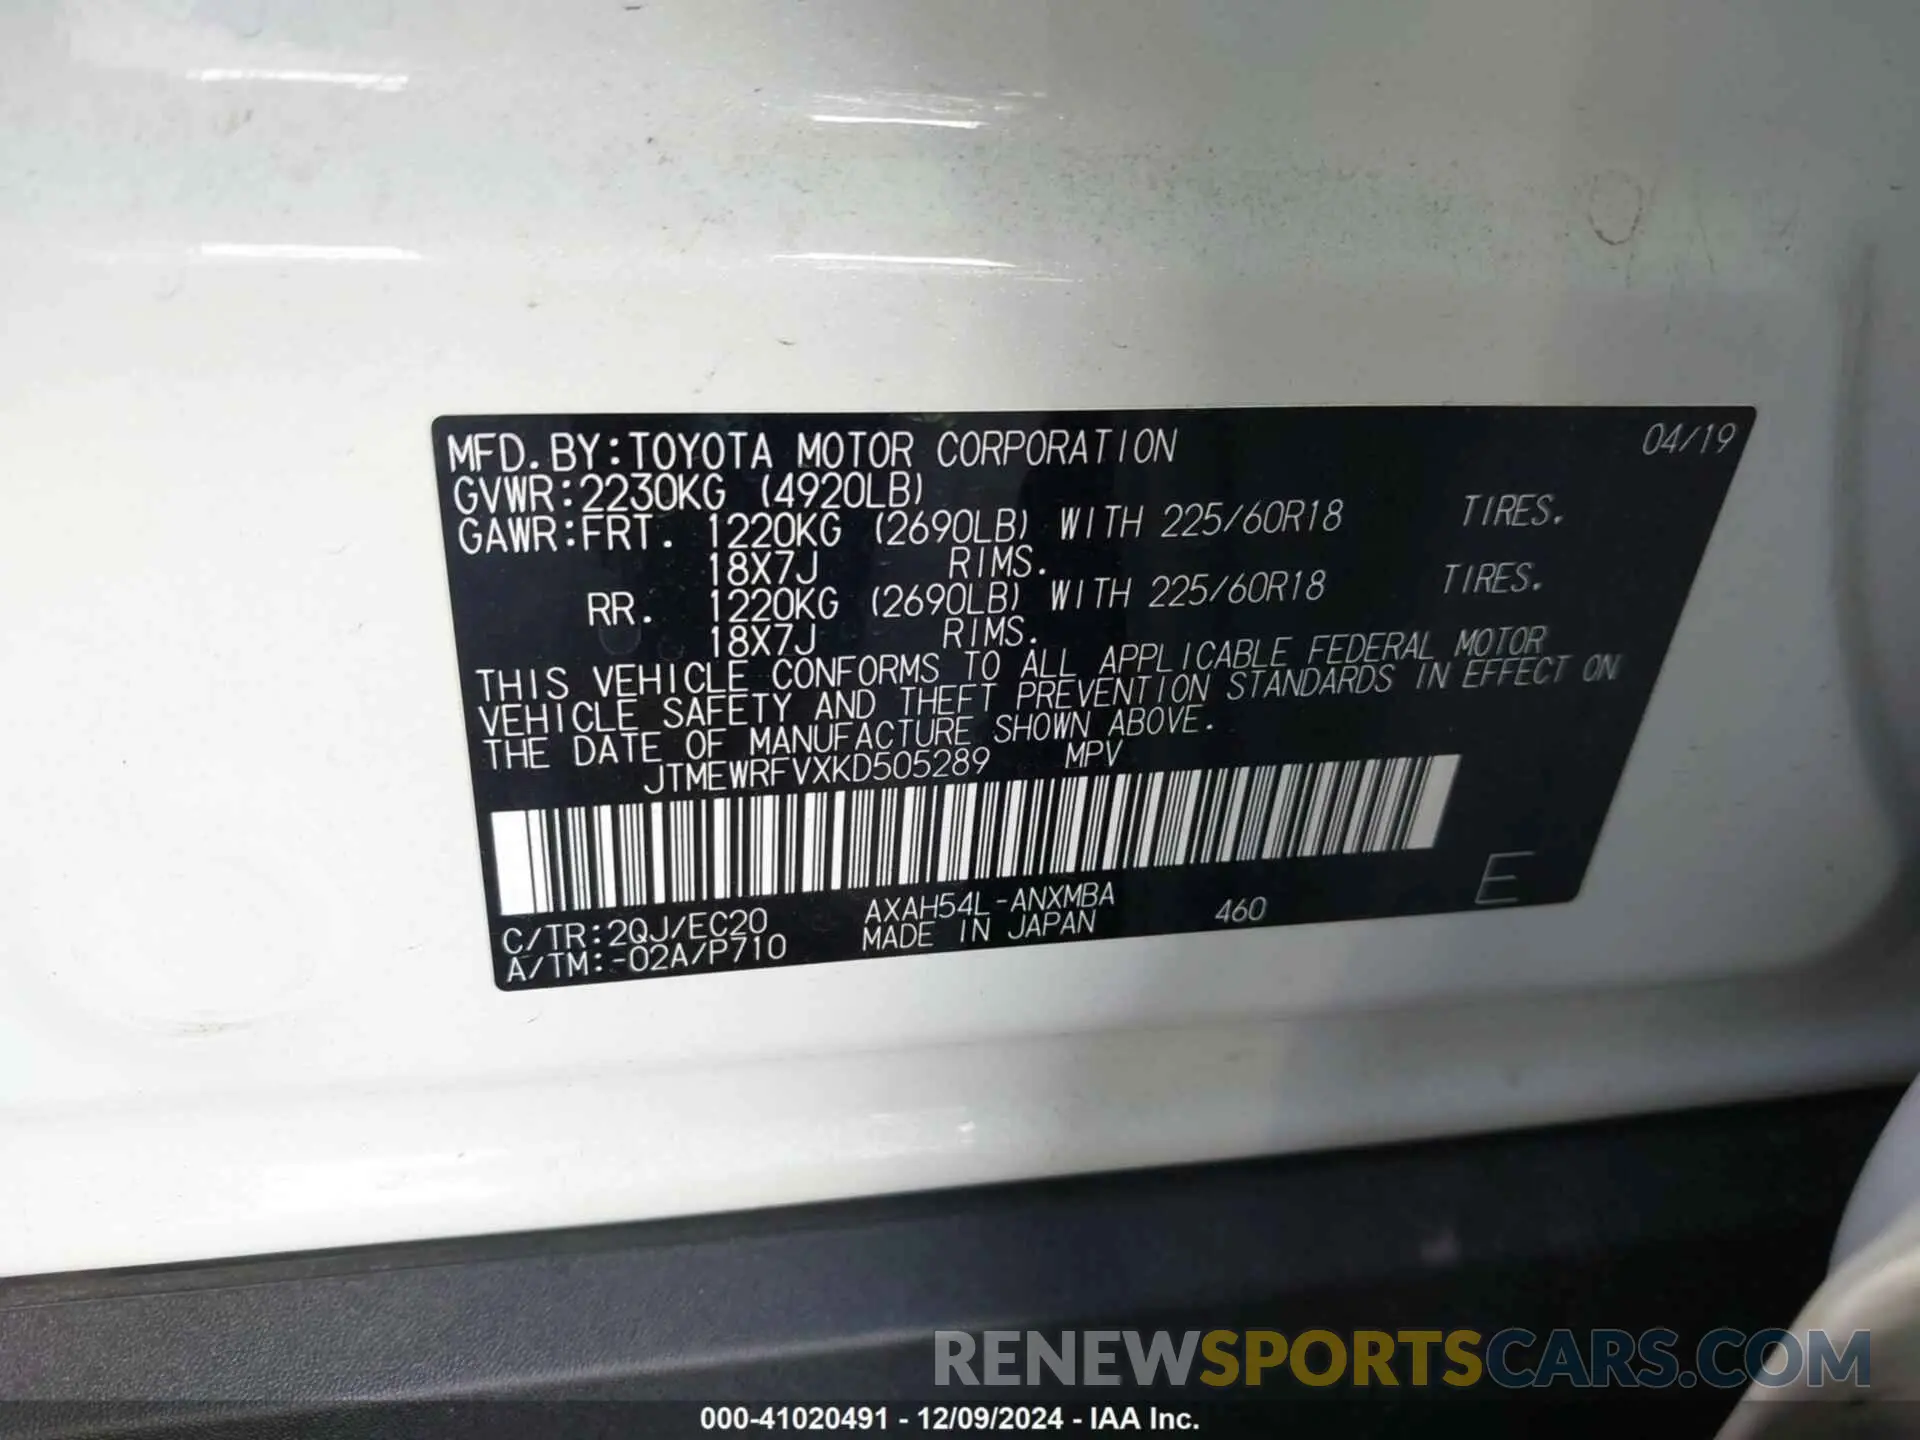 MFD. BY:TOYOTA MOTOR CORPORATION 04/19
GVWR:2230KG (4920LB)
GAWR:FRT. 1220KG (2690LB) WITH 225/60R18 TIRES.
18X7J RIMS.
RR. 1220KG (2690LB) WITH 225/60R18 TIRES.
18X7J RIMS.
THIS VEHICLE CONFORMS TO ALL APPLICABLE FEDERAL MOTOR
VEHICLE SAFETY AND THEFT PREVENTION STANDARDS IN EFFECT ON
THE DATE OF MANUFACTURE SHOWN ABOVE.
JTMEWRFVXKD505289 MPV
C/TR:2QJ/EC20 AXAH54L-ANXMBA 460 E
A/TM:-02A/P710 MADE IN JAPAN
RENEWSPORTSCARS.COM
000-41020491 - 12/09/2024 - IAA Inc.